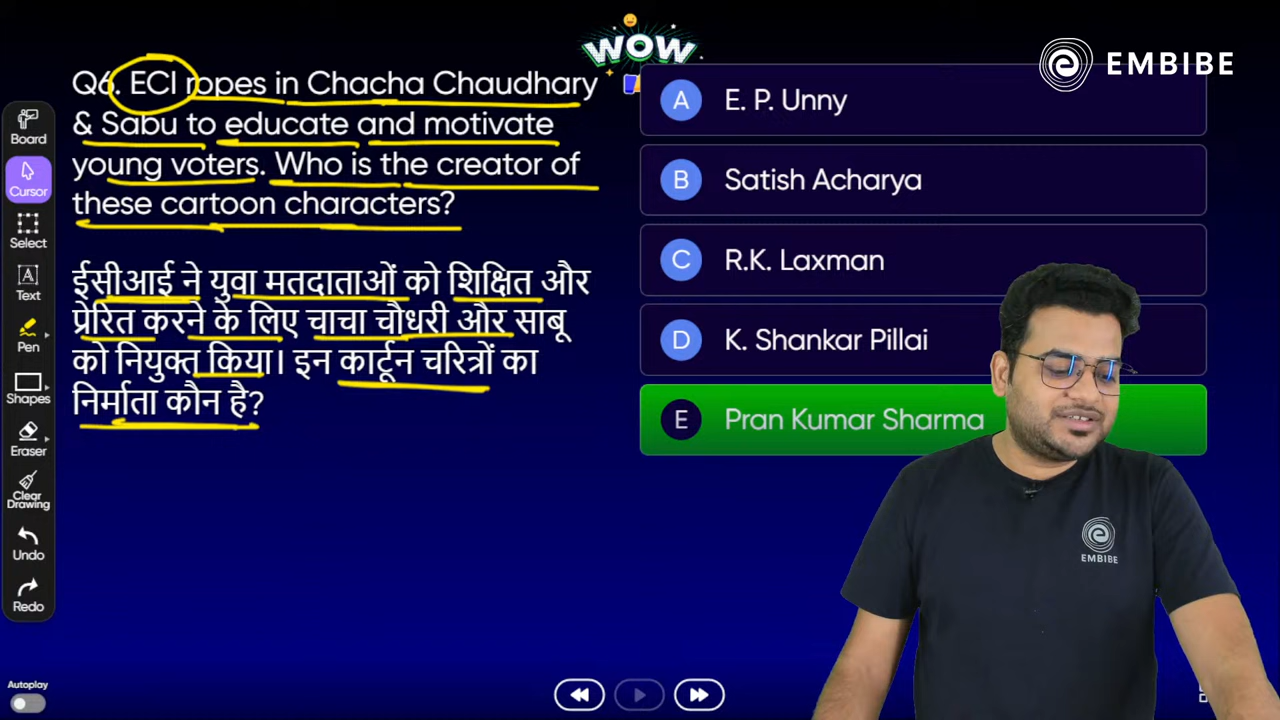 WOW
EMBIBE
Q6. ECI ropes in Chacha Chaudhary
& Sabu to educate and motivate
young voters. Who is the creator of
these cartoon characters?
ईसीआई ने युवा मतदाताओं को शिक्षित और
प्रेरित करने के लिए चाचा चौधरी और साबू
को नियुक्त किया। इन कार्टून चरित्रों का
निर्माता कौन है?
A E. P. Unny
B Satish Acharya
C R.K. Laxman
D K. Shankar Pillai
E Pran Kumar Sharma
Board
Cursor
Select
A
Text
Pen
Shapes
Eraser
Clear
Drawing
Undo
Redo
Autoplay
EMBIBE